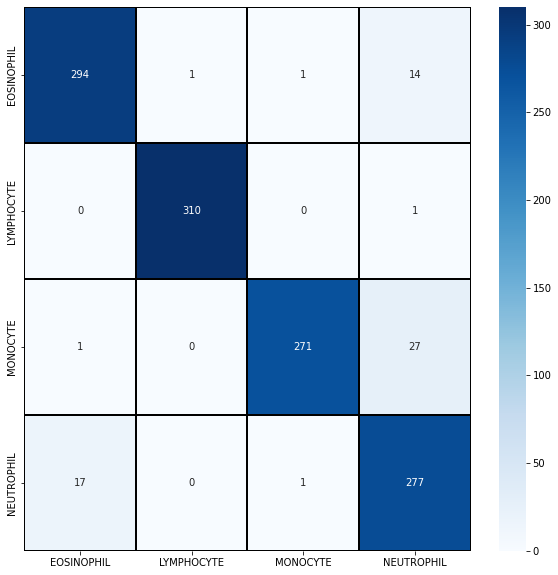 EOSINOPHIL 294 1 1 14
LYMPHOCYTE 0 310 0 1
MONOCYTE 1 0 271 27
NEUTROPHIL 17 0 1 277
EOSINOPHIL LYMPHOCYTE MONOCYTE NEUTROPHIL
300
250
200
150
100
50
0